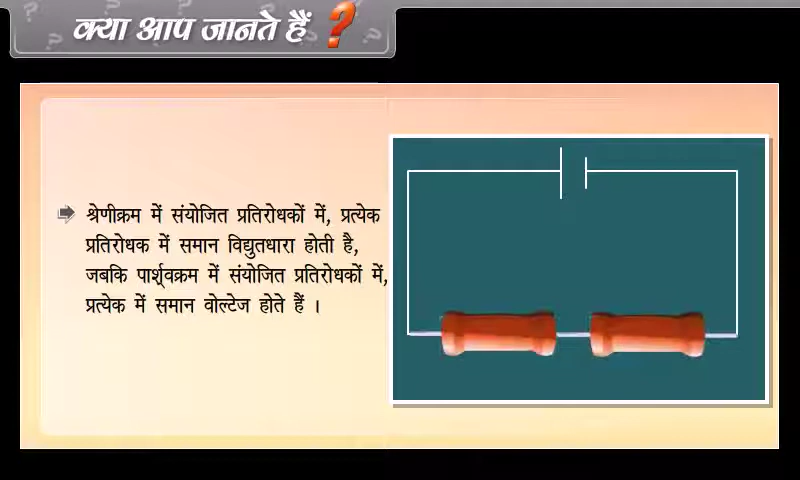 क्या आप जानते हैं ?
श्रेणीक्रम में संयोजित प्रतिरोधकों में, प्रत्येक
प्रतिरोधक में समान विद्युतधारा होती है,
जबकि पार्श्वक्रम में संयोजित प्रतिरोधकों में,
प्रत्येक में समान वोल्टेज होते हैं ।